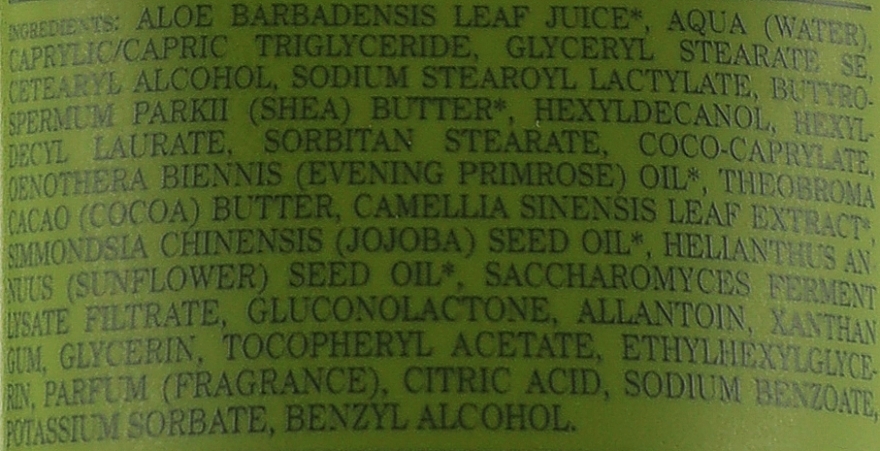 INGREDIENTS: ALOE BARBADENSIS LEAF JUICE*, AQUA (WATER),
CAPRYLIC/CAPRIC TRIGLYCERIDE, GLYCERYL STEARATE SE,
CETEARYL ALCOHOL, SODIUM STEAROYL LACTYLATE, BUTYRO-
SPERMUM PARKII (SHEA) BUTTER*, HEXYLDECANOL, HEXYL-
DECYL LAURATE, SORBITAN STEARATE, COCO-CAPRYLATE,
OENOTHERA BIENNIS (EVENING PRIMROSE) OIL*, THEOBROMA
CACAO (COCOA) BUTTER, CAMELLIA SINENSIS LEAF EXTRACT*,
SIMMONDSIA CHINENSIS (JOJOBA) SEED OIL*, HELIANTHUS AN-
NUUS (SUNFLOWER) SEED OIL*, SACCHAROMYCES FERMENT
LYSATE FILTRATE, GLUCONOLACTONE, ALLANTOIN, XANTHAN
GUM, GLYCERIN, TOCOPHERYL ACETATE, ETHYLHEXYLGLYCE-
RIN, PARFUM (FRAGRANCE), CITRIC ACID, SODIUM BENZOATE,
POTASSIUM SORBATE, BENZYL ALCOHOL.